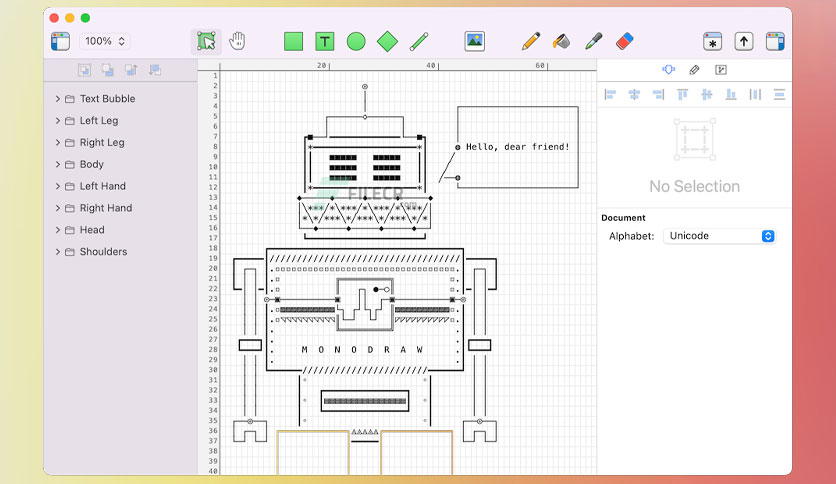 100%
20
40
60
Text Bubble
Left Leg
Right Leg
Body
Left Hand
Right Hand
Head
Shoulders
1
2
3
4
5
6
7
8
9
10
11
12
13
14
15
16
17
18
19
20
21
22
23
24
25
26
27
28
29
30
31
32
33
34
35
36
37
38
39
40
Hello, dear friend!
FILECR
.com
M O N O D R A W
No Selection
Document
Alphabet: Unicode